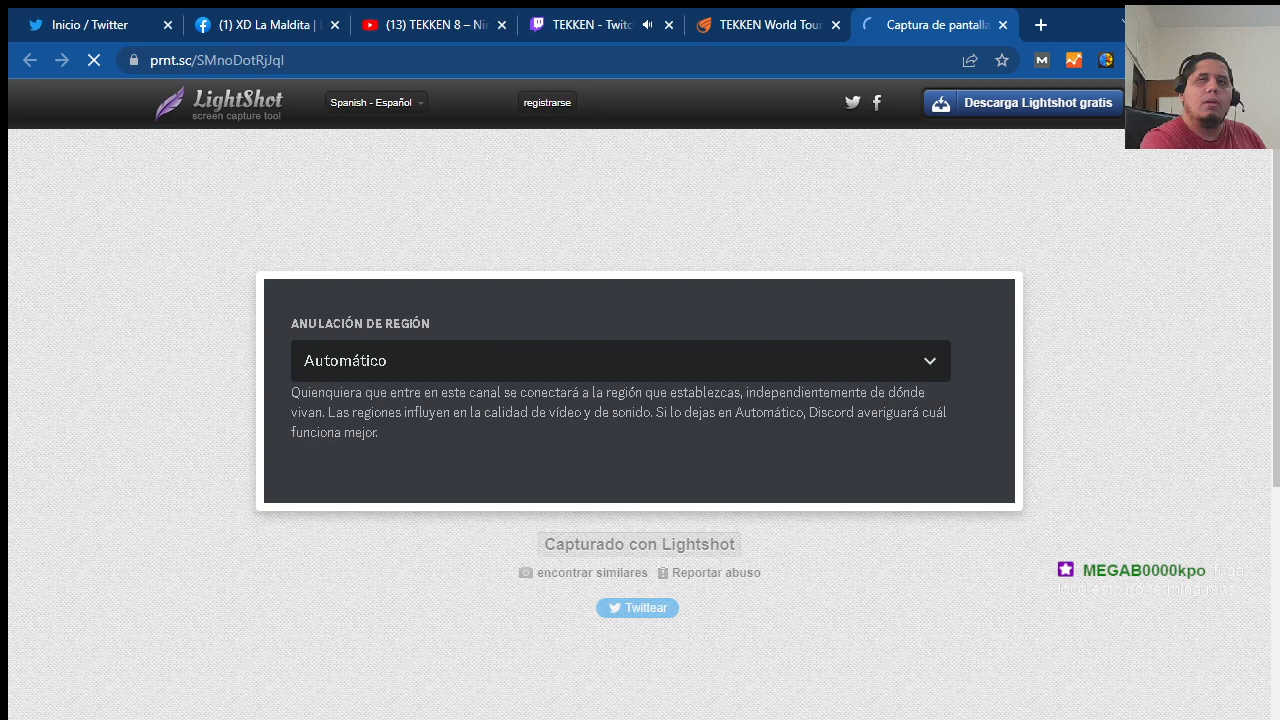 Inicio / Twitter
(1) XD La Maldita |
(13) TEKKEN 8 – Nin
TEKKEN - Twitch
TEKKEN World Tour
Captura de pantalla
prnt.sc/SMnoDotRjJql
LightShot
screen capture tool
Spanish - Español
registrarse
Descarga Lightshot gratis
ANULACIÓN DE REGIÓN
Automático
Quienquiera que entre en este canal se conectará a la región que establezcas, independientemente de dónde
vivan. Las regiones influyen en la calidad de vídeo y de sonido. Si lo dejas en Automático, Discord averiguará cuál
funciona mejor.
Capturado con Lightshot
encontrar similares
Reportar abuso
Twittear
MEGAB0000kpo